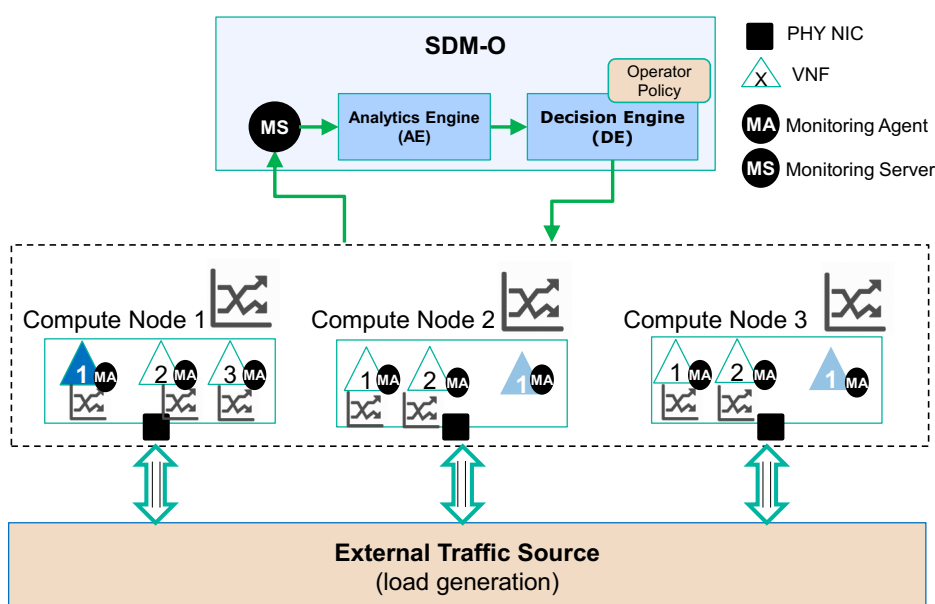 SDM-O
Operator
Policy
MS
Analytics Engine
(AE)
Decision Engine
(DE)
PHY NIC
X
VNF
MA
Monitoring Agent
MS
Monitoring Server
Compute Node 1
Compute Node 2
Compute Node 3
1 MA 2 MA 3 MA
1 MA 2 MA 1 MA
1 MA 2 MA 1 MA
External Traffic Source
(load generation)